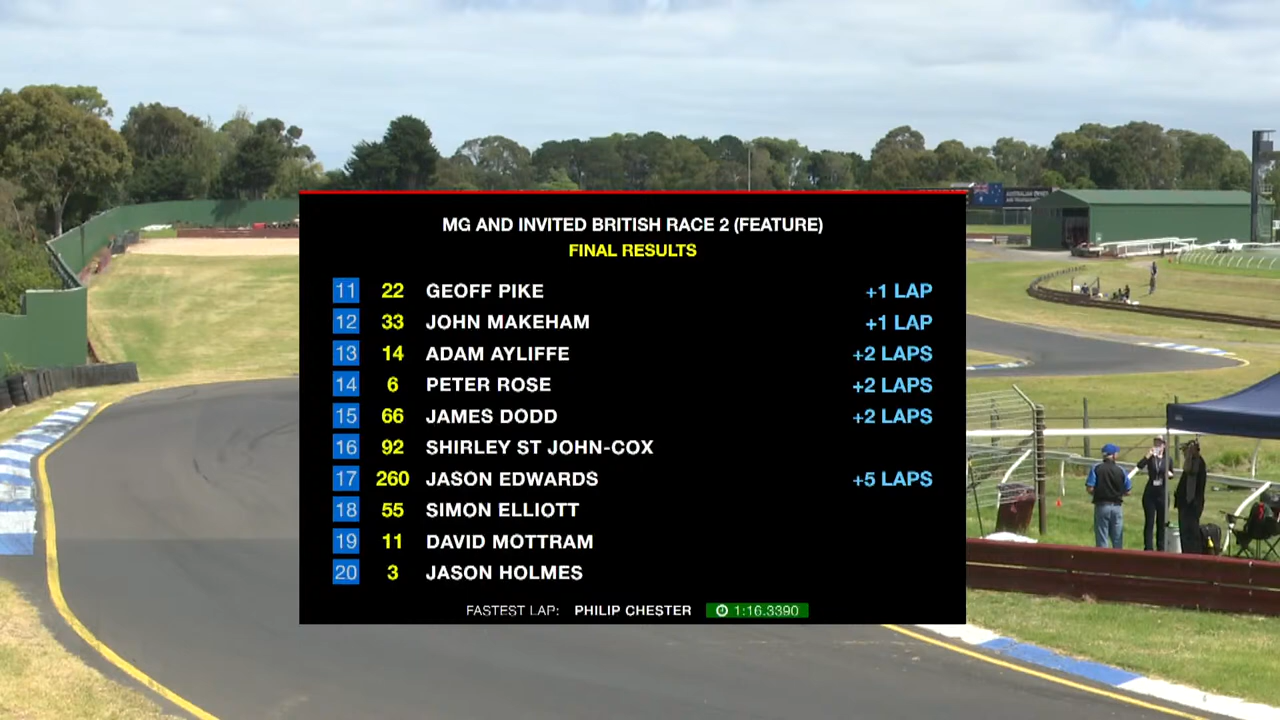 MG AND INVITED BRITISH RACE 2 (FEATURE)
FINAL RESULTS
11 22 GEOFF PIKE +1 LAP
12 33 JOHN MAKEHAM +1 LAP
13 14 ADAM AYLIFFE +2 LAPS
14 6 PETER ROSE +2 LAPS
15 66 JAMES DODD +2 LAPS
16 92 SHIRLEY ST JOHN-COX
17 260 JASON EDWARDS +5 LAPS
18 55 SIMON ELLIOTT
19 11 DAVID MOTTRAM
20 3 JASON HOLMES
FASTEST LAP: PHILIP CHESTER 1:16.3390